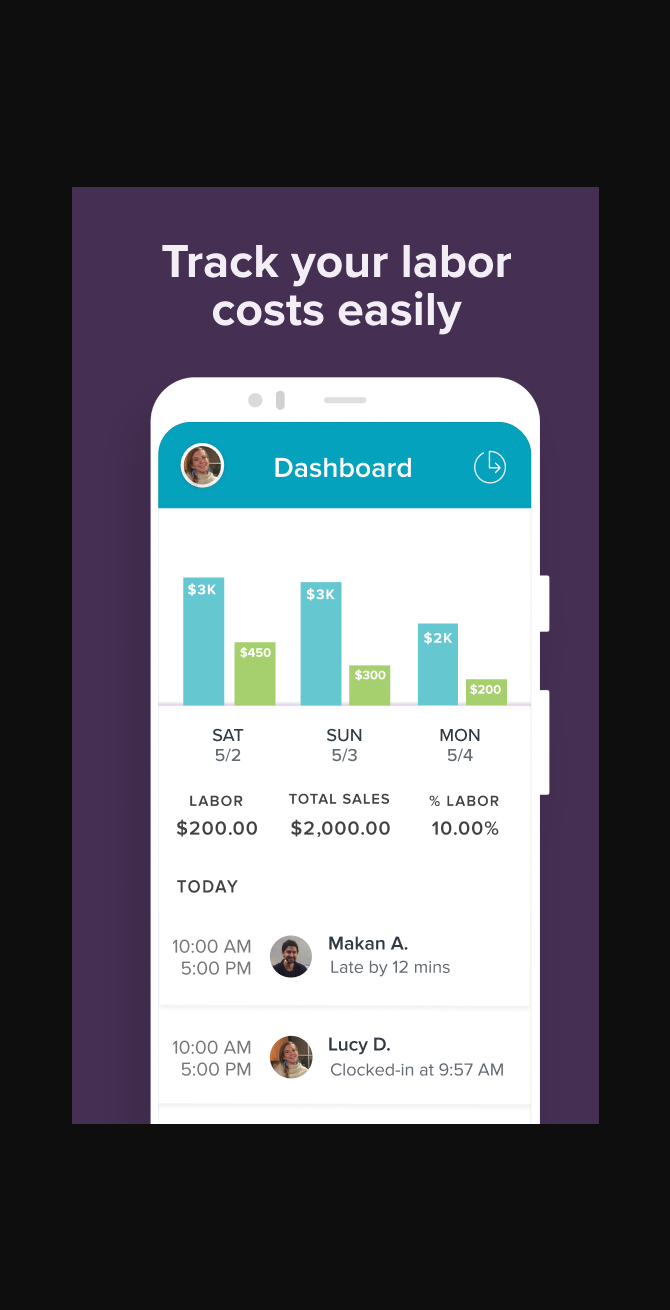 Track your labor
costs easily
Dashboard
$3K
$450
$3K
$300
$2K
$200
SAT
5/2
SUN
5/3
MON
5/4
LABOR
$200.00
TOTAL SALES
$2,000.00
% LABOR
10.00%
TODAY
10:00 AM
5:00 PM
Makan A.
Late by 12 mins
10:00 AM
5:00 PM
Lucy D.
Clocked-in at 9:57 AM